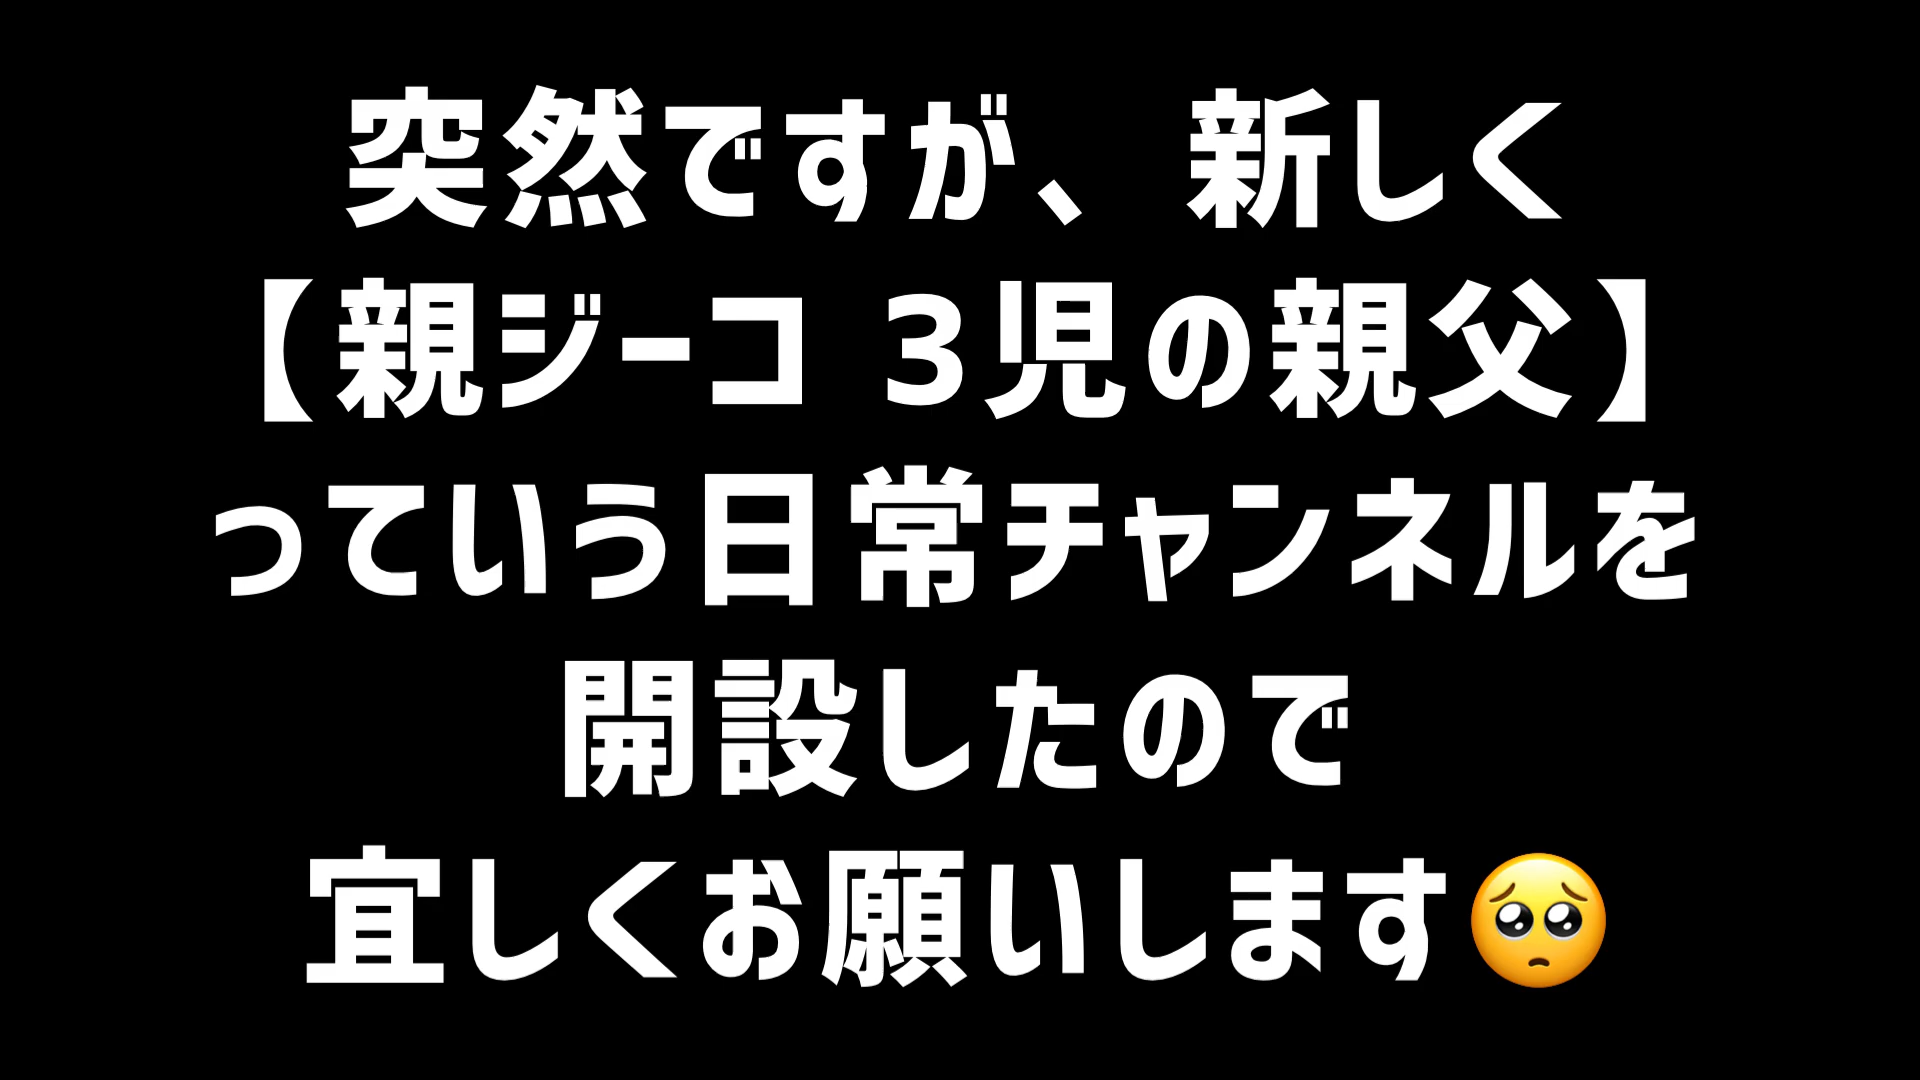 突然ですが、新しく
【親ジーコ 3児の親父】
っていう日常チャンネルを
開設したので
宜しくお願いします🥺